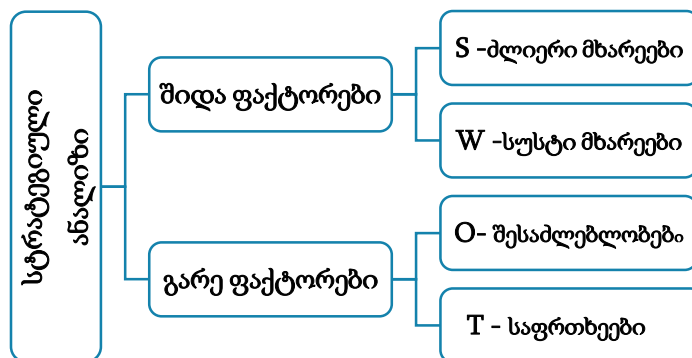 სტრატეგიული
ანალიზი
შიდა ფაქტორები
S -ძლიერი მხარეები
W -სუსტი მხარეები
გარე ფაქტორები
O- შესაძლებლობები
T - საფრთხეები